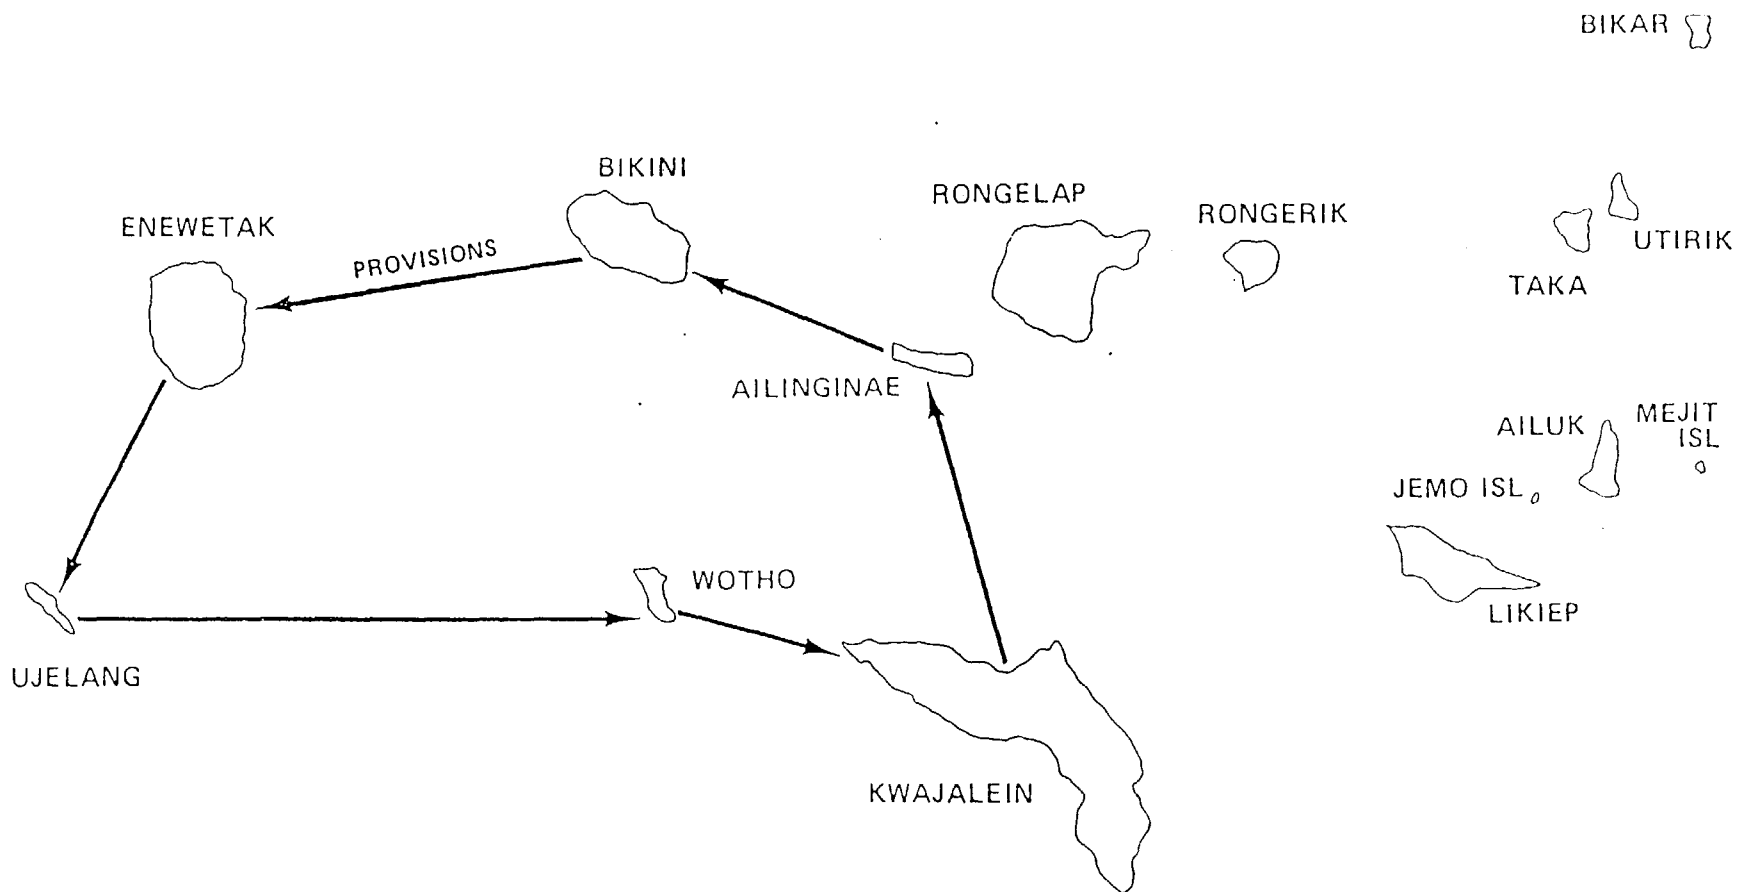 BIKAR
BIKINI
RONGELAP
RONGERIK
ENEWETAK
PROVISIONS
UTIRIK
TAKA
AILINGINAE
AILUK
MEJIT
ISL
JEMO ISL
WOTHO
LIKIEP
UJELANG
KWAJALEIN